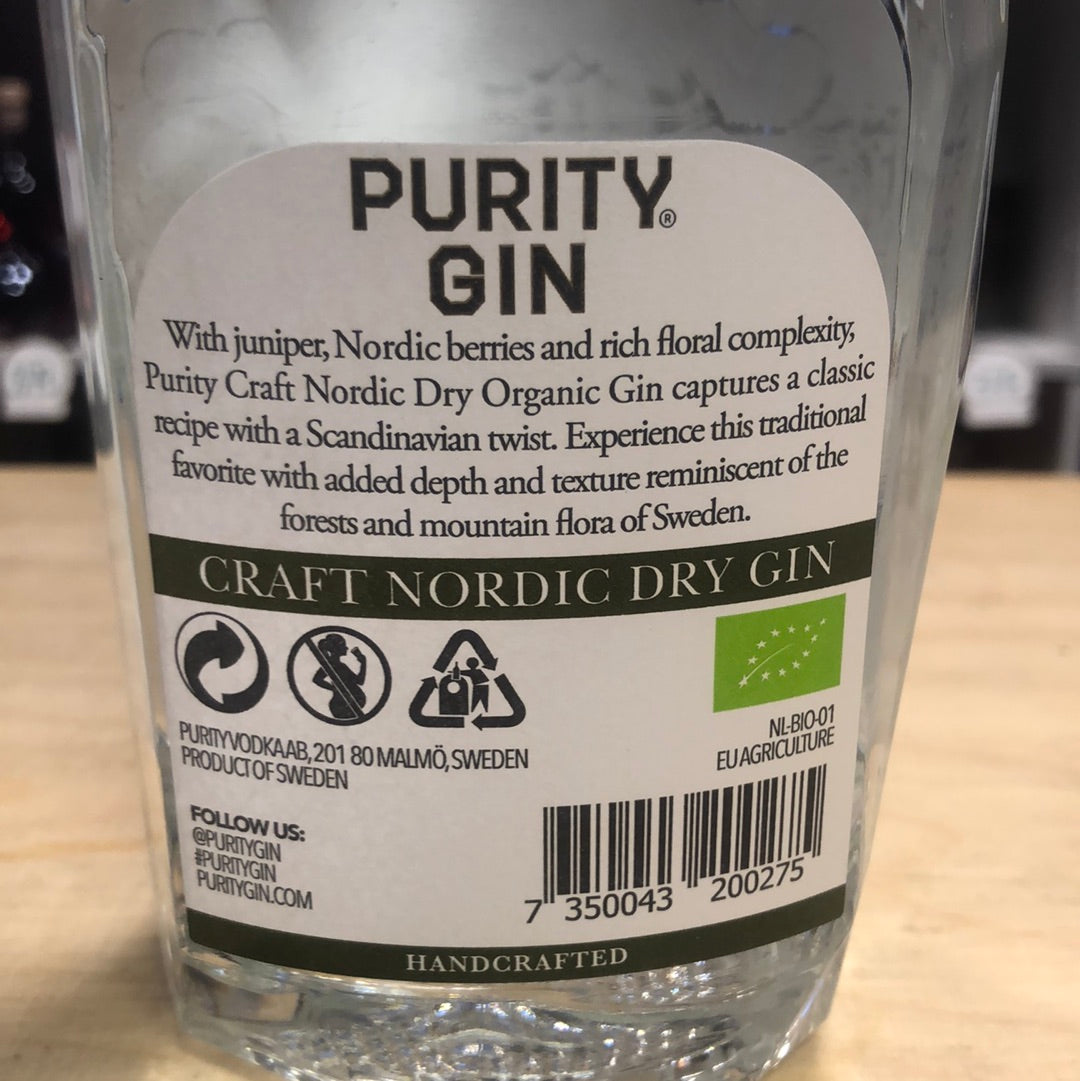 PURITY®
GIN
With juniper, Nordic berries and rich floral complexity,
Purity Craft Nordic Dry Organic Gin captures a classic
recipe with a Scandinavian twist. Experience this traditional
favorite with added depth and texture reminiscent of the
forests and mountain flora of Sweden.
CRAFT NORDIC DRY GIN
PURITY VODKA AB, 201 80 MALMÖ, SWEDEN
PRODUCT OF SWEDEN
NL-BIO-01
EU AGRICULTURE
FOLLOW US:
@PURITYGIN
#PURITYGIN
PURITYGIN.COM
7 350043 200275
HANDCRAFTED